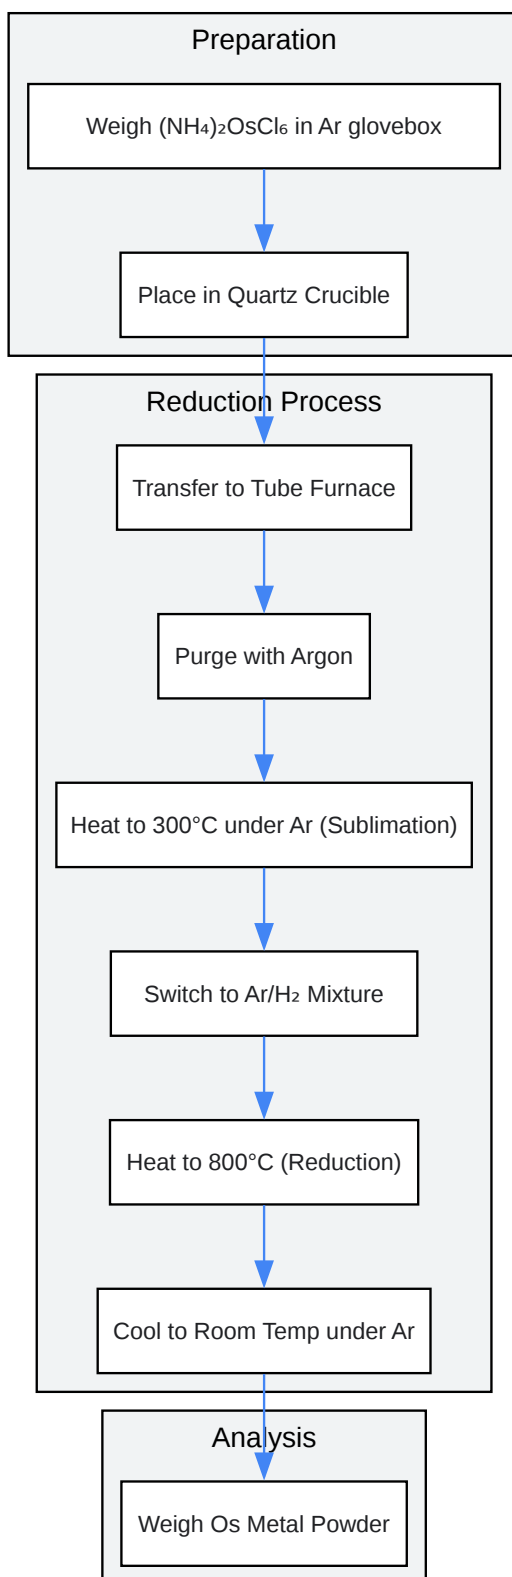 Preparation
Weigh (NH₄)₂OsCl₆ in Ar glovebox
Place in Quartz Crucible
Reduction Process
Transfer to Tube Furnace
Purge with Argon
Heat to 300°C under Ar (Sublimation)
Switch to Ar/H₂ Mixture
Heat to 800°C (Reduction)
Cool to Room Temp under Ar
Analysis
Weigh Os Metal Powder